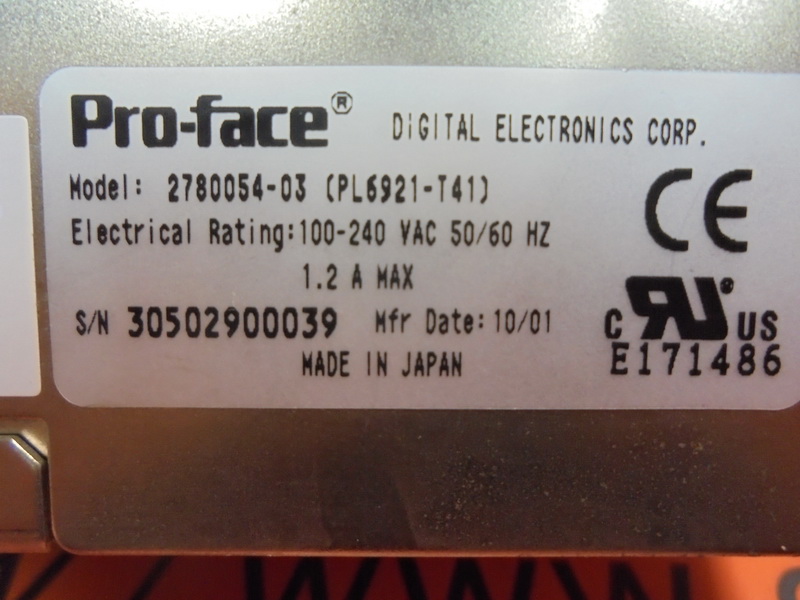 Pro-face® DIGITAL ELECTRONICS CORP.
Model: 2780054-03 (PL6921-T41)
Electrical Rating:100-240 VAC 50/60 HZ
1.2 A MAX
CE
S/N 30502900039 Mfr Date: 10/01
MADE IN JAPAN
C RU® US
E171486